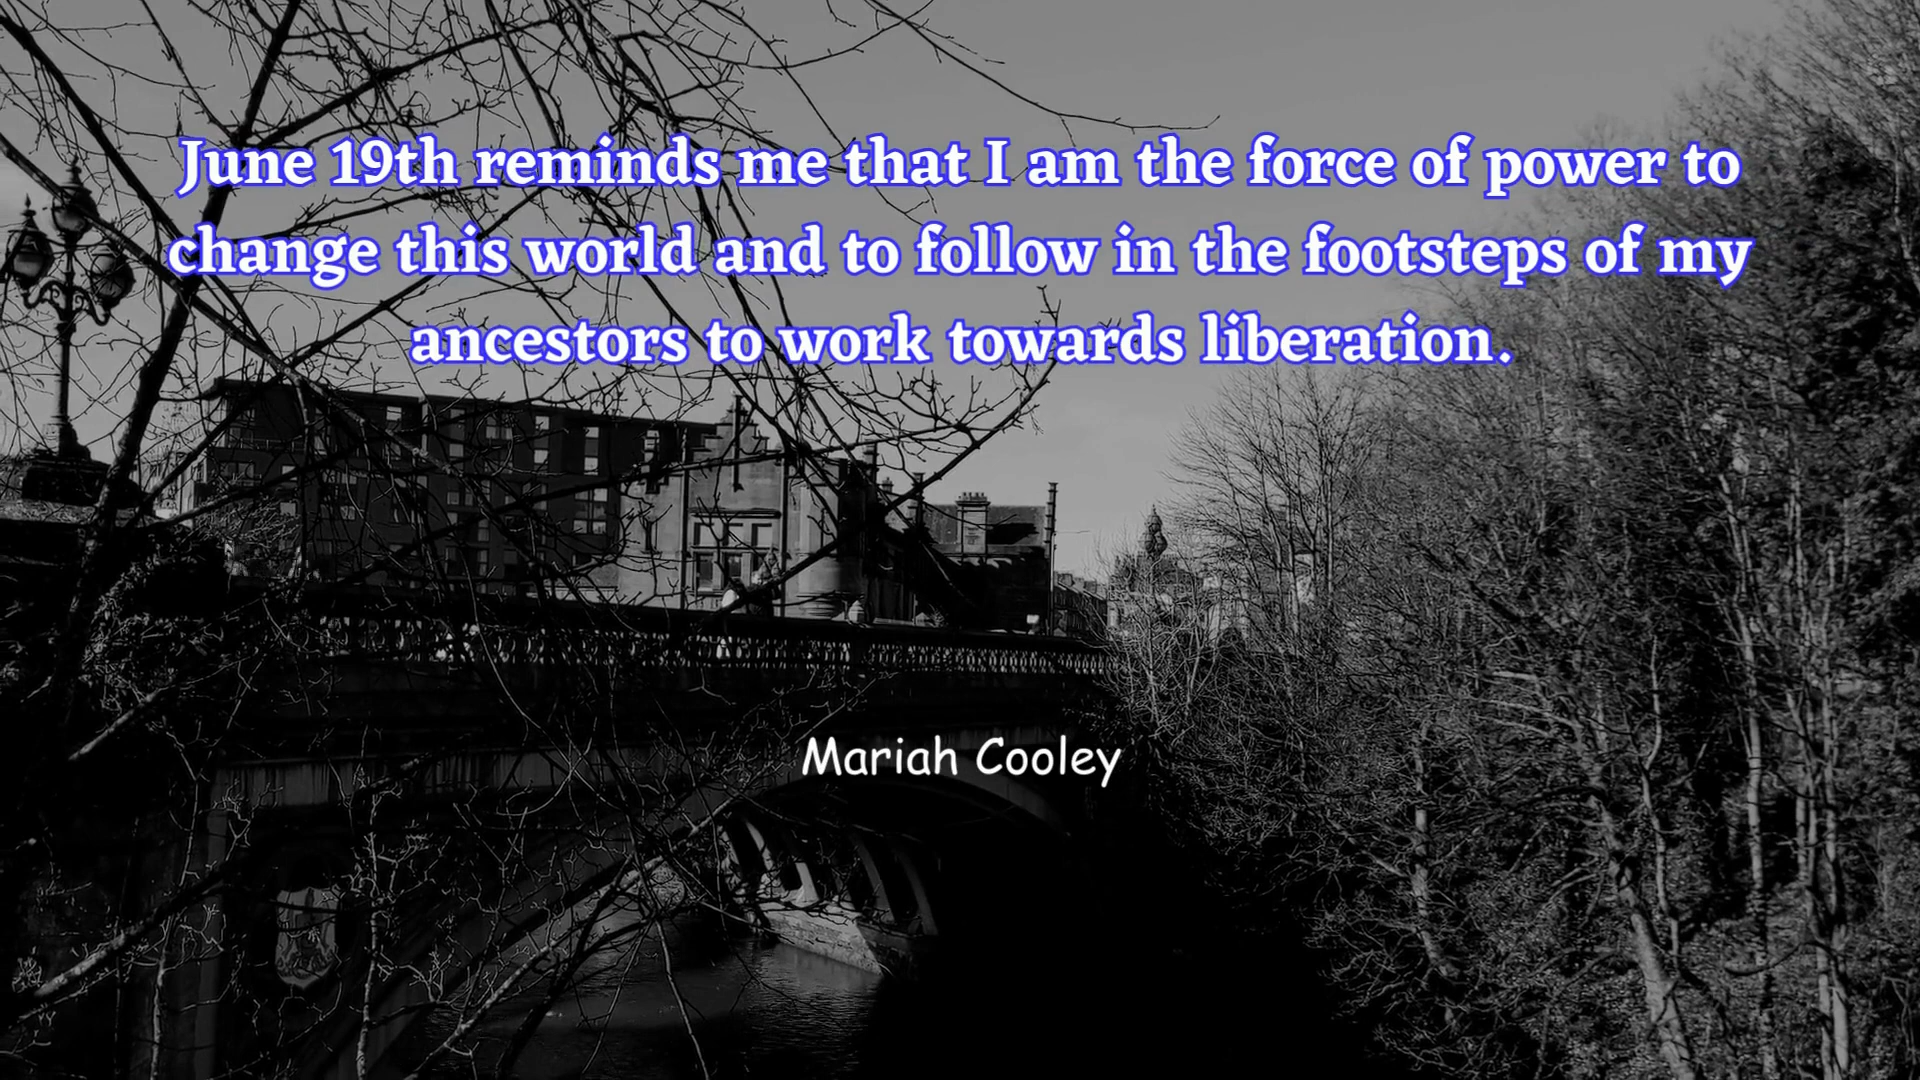 June 19th reminds me that I am the force of power to
change this world and to follow in the footsteps of my
ancestors to work towards liberation.
Mariah Cooley